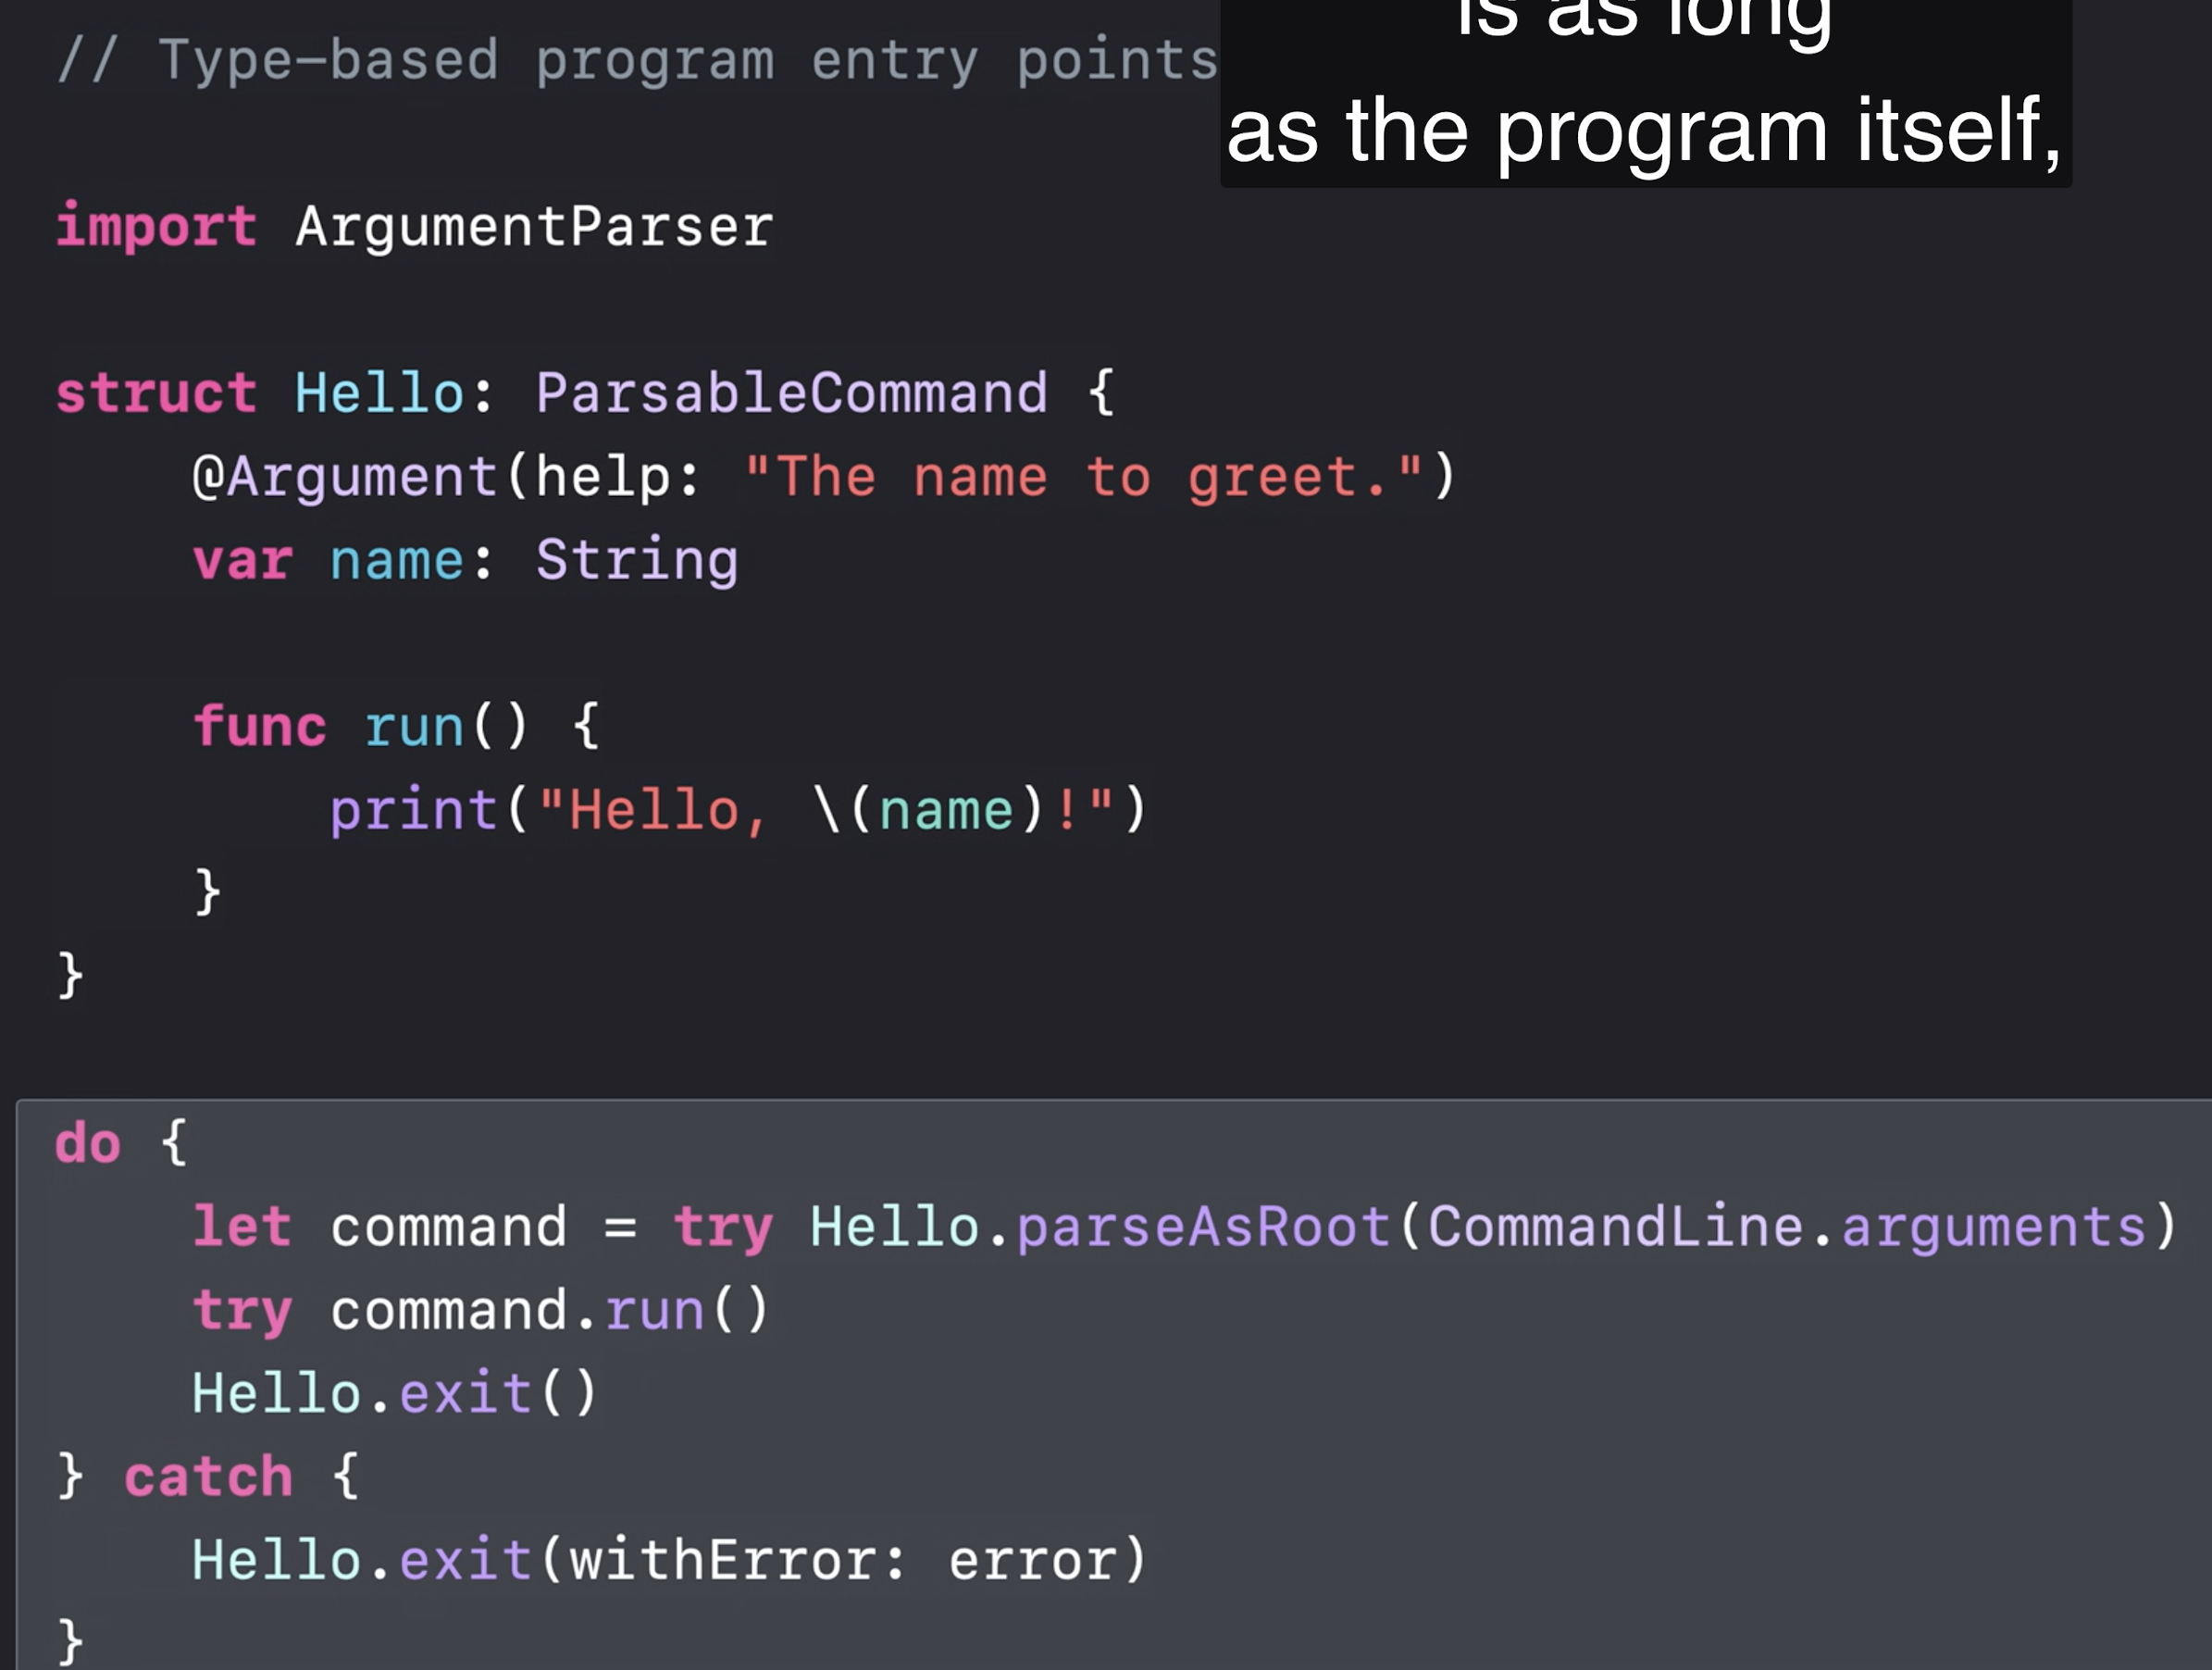 is as long
as the program itself,
// Type-based program entry points
import ArgumentParser
struct Hello: ParsableCommand {
    @Argument(help: "The name to greet.")
    var name: String
    func run() {
        print("Hello, \(name)!")
    }
}
do {
    let command = try Hello.parseAsRoot(CommandLine.arguments)
    try command.run()
    Hello.exit()
} catch {
    Hello.exit(withError: error)
}